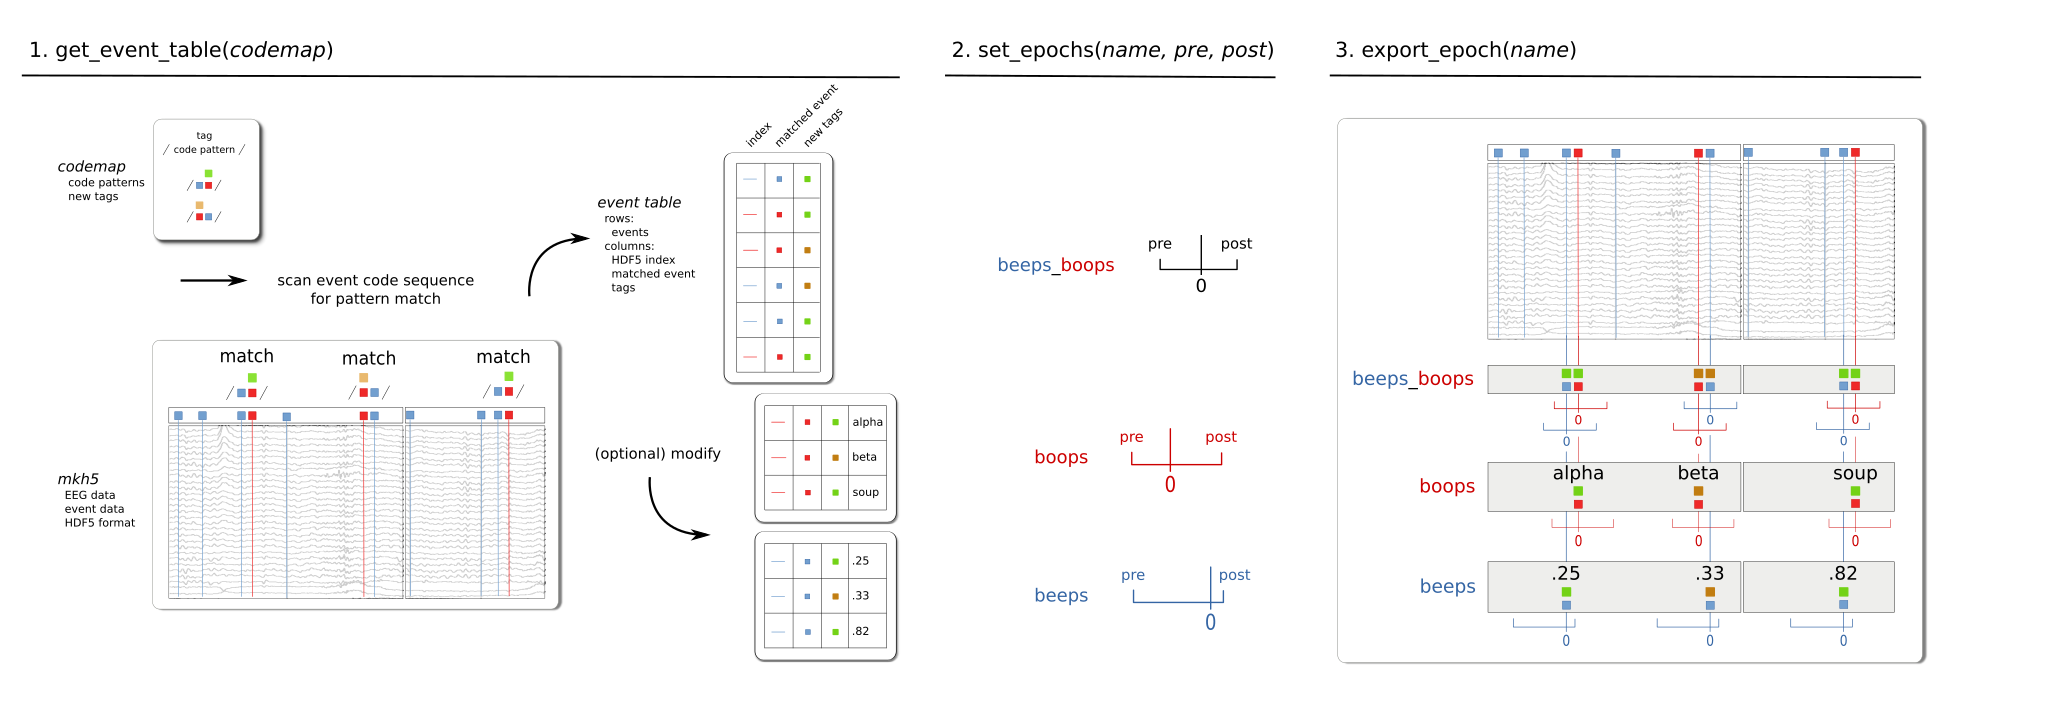 1. get_event_table(codemap)
2. set_epochs(name, pre, post)
3. export_epoch(name)
tag
/ code pattern /
codemap
code patterns
new tags
/ /
/ /
scan event code sequence
for pattern match
mkh5
EEG data
event data
HDF5 format
match
match
match
/ /
/ /
/ /
event table
rows:
events
columns:
HDF5 index
matched event
tags
index
matched event
new tags
(optional) modify
alpha
beta
soup
.25
.33
.82
beeps_boops
pre
post
0
boops
pre
post
0
beeps
pre
post
0
beeps_boops
0
0
0
0
0
0
boops
alpha
beta
soup
0
0
0
beeps
.25
.33
.82
0
0
0